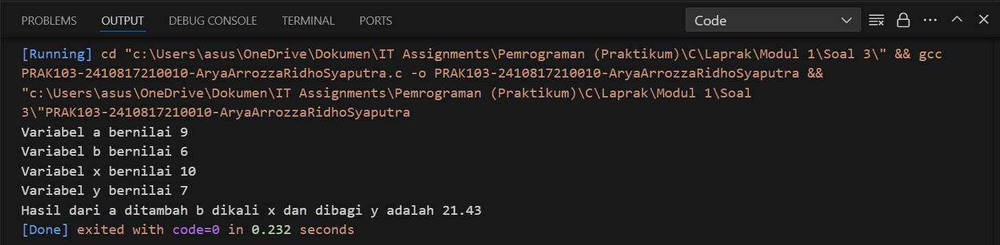 PROBLEMS OUTPUT DEBUG CONSOLE TERMINAL PORTS Code
[Running] cd "c:\Users\asus\OneDrive\Dokumen\IT Assignments\Pemrograman (Praktikum)\C\Laprak\Modul 1\Soal 3\" && gcc
PRAK103-2410817210010-AryaArrozzaRidhoSyaputra.c -o PRAK103-2410817210010-AryaArrozzaRidhoSyaputra &&
"c:\Users\asus\OneDrive\Dokumen\IT Assignments\Pemrograman (Praktikum)\C\Laprak\Modul 1\Soal
3\"PRAK103-2410817210010-AryaArrozzaRidhoSyaputra
Variabel a bernilai 9
Variabel b bernilai 6
Variabel x bernilai 10
Variabel y bernilai 7
Hasil dari a ditambah b dikali x dan dibagi y adalah 21.43
[Done] exited with code=0 in 0.232 seconds